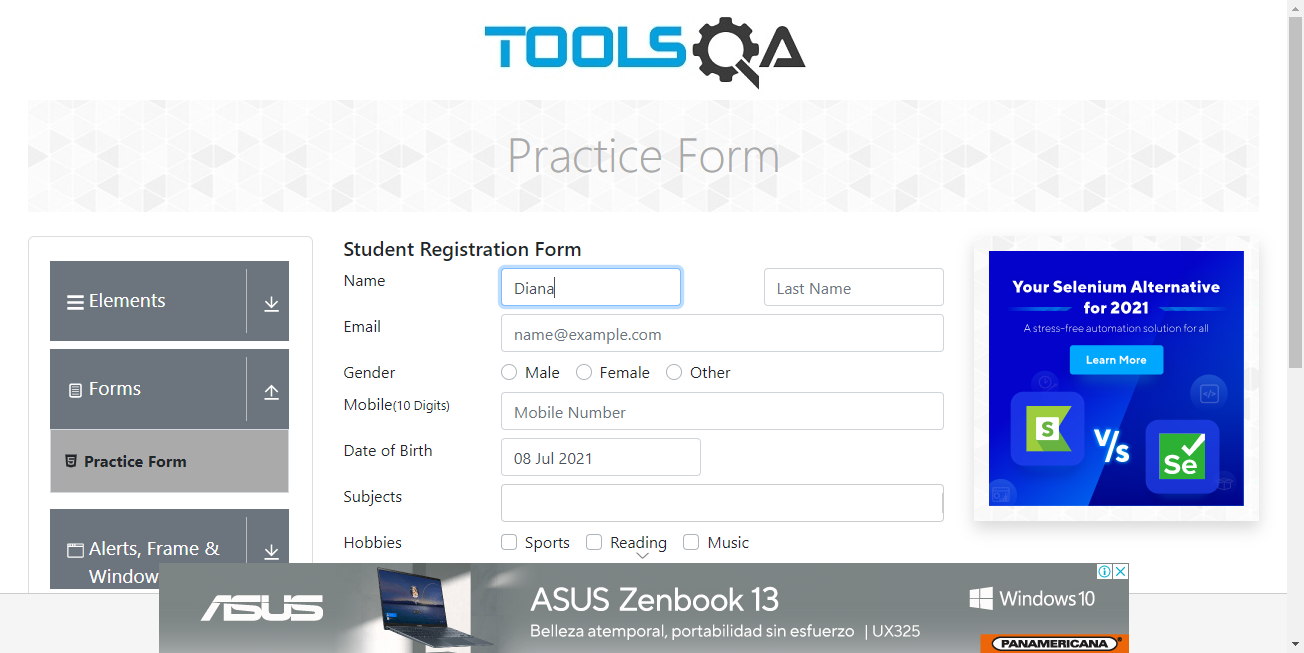 TOOLSQA
Practice Form
Elements
Forms
Practice Form
Alerts, Frame &
Window
Student Registration Form
Name
Diana
Last Name
Email
name@example.com
Gender
Male
Female
Other
Mobile(10 Digits)
Mobile Number
Date of Birth
08 Jul 2021
Subjects
Hobbies
Sports
Reading
Music
Your Selenium Alternative
for 2021
A stress-free automation solution for all
Learn More
S
V/S
Se
ASUS
ASUS Zenbook 13
Belleza atemporal, portabilidad sin esfuerzo | UX325
Windows 10
PANAMERICANA